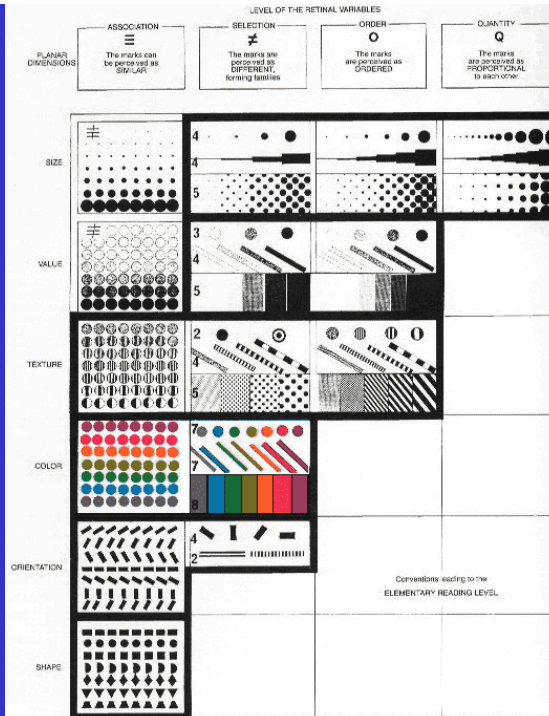 LEVEL OF THE RETINAL VARIABLES
PLANAR
DIMENSIONS
ASSOCIATION
≡
The marks can
be perceived as
SIMILAR
SELECTION
≠
The marks are
perceived as
DIFFERENT,
forming families
ORDER
O
The marks
are perceived as
ORDERED
QUANTITY
Q
The marks
are perceived as
PROPORTIONAL
to each other
SIZE
4
4
5
VALUE
3
4
5
TEXTURE
2
4
5
COLOR
7
7
8
ORIENTATION
4
2
Conventions leading to the
ELEMENTARY READING LEVEL
SHAPE